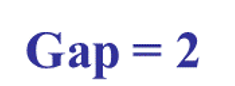 Gap = 2